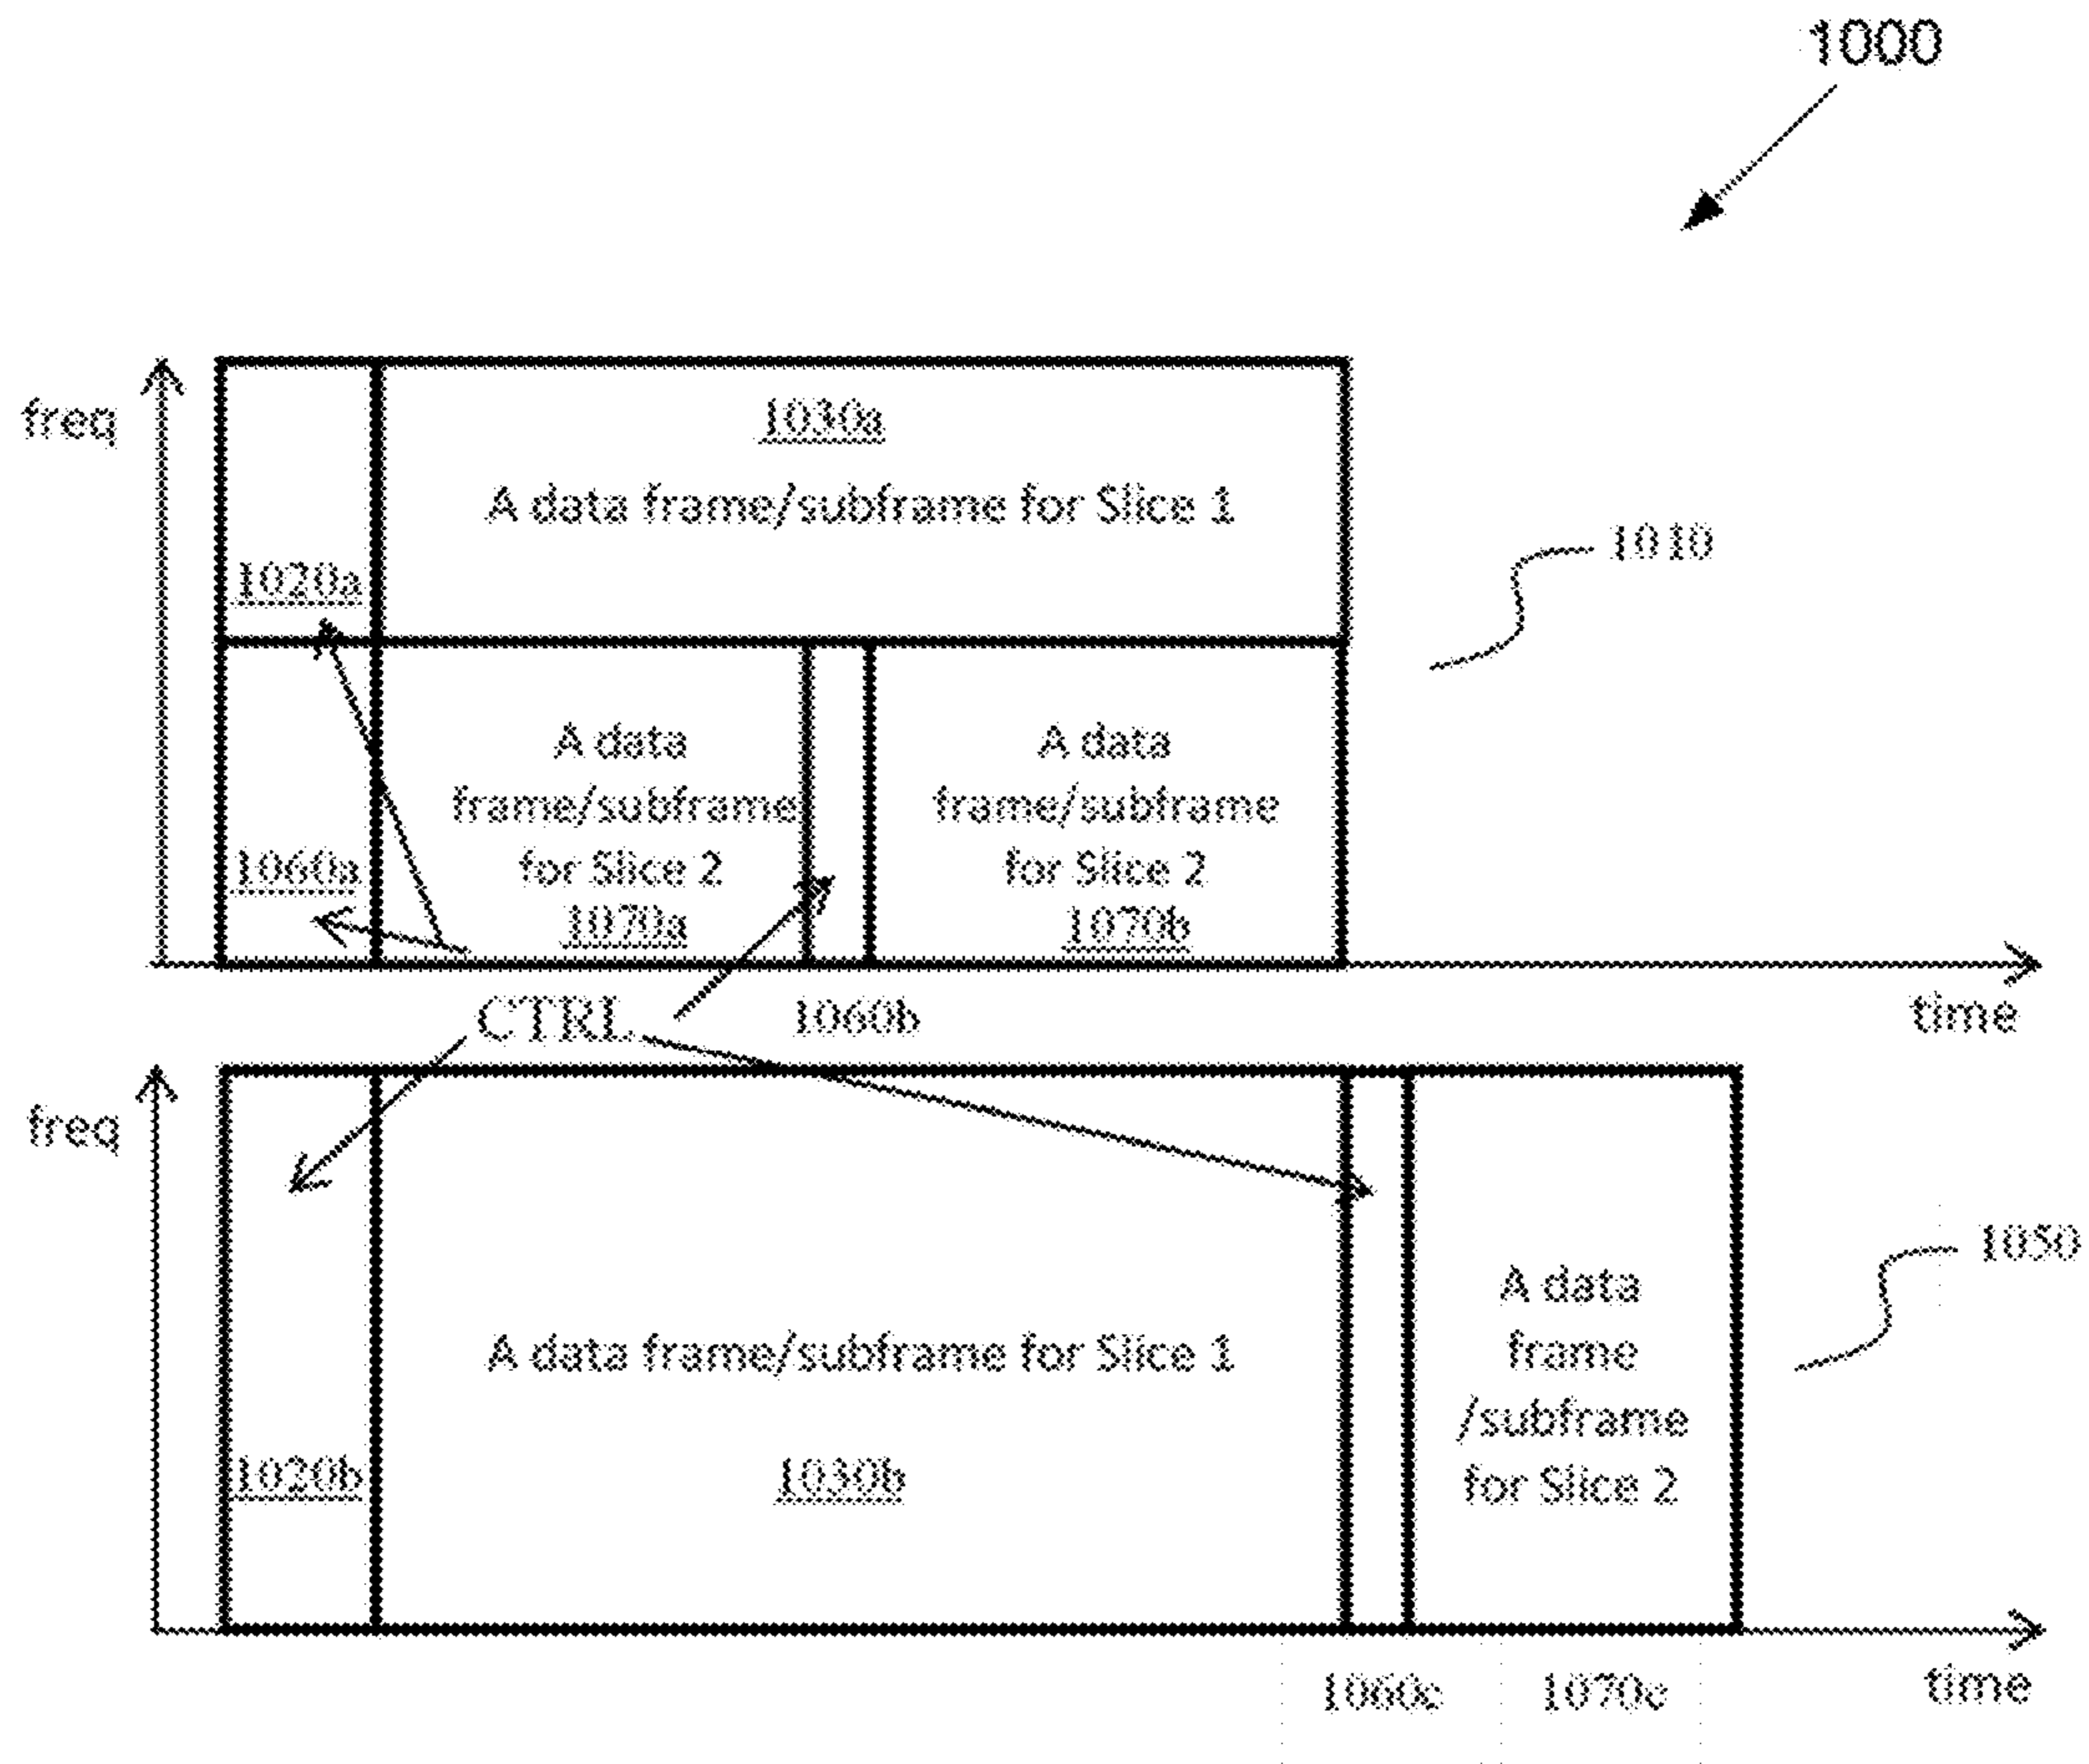 1000
freq
1030a
A data frame/subframe for Slice 1
1010
1020a
A data
frame/subframe
for Slice 2
1070a
A data
frame/subframe
for Slice 2
1070b
1060a
CTRL
1060b
time
freq
1050
A data frame/subframe for Slice 1
1030b
1020b
A data
frame
/subframe
for Slice 2
1060c
1070c
time